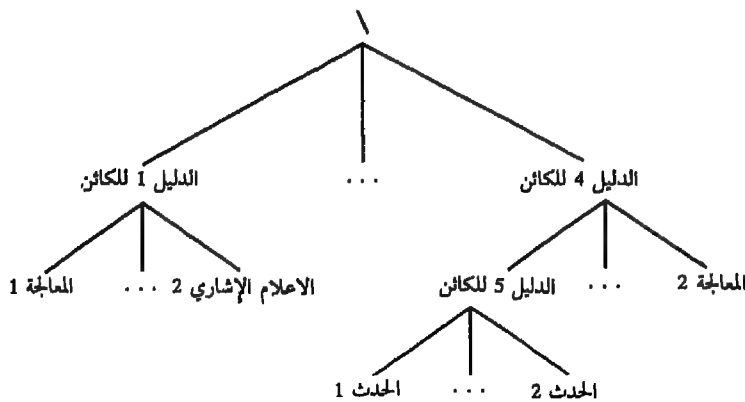 \
الدليل 1 للكائن ... الدليل 4 للكائن
المعالجة 1 ... الاعلام الإشاري 2 الدليل 5 للكائن ... المعالجة 2
الحدث 1 ... الحدث 2